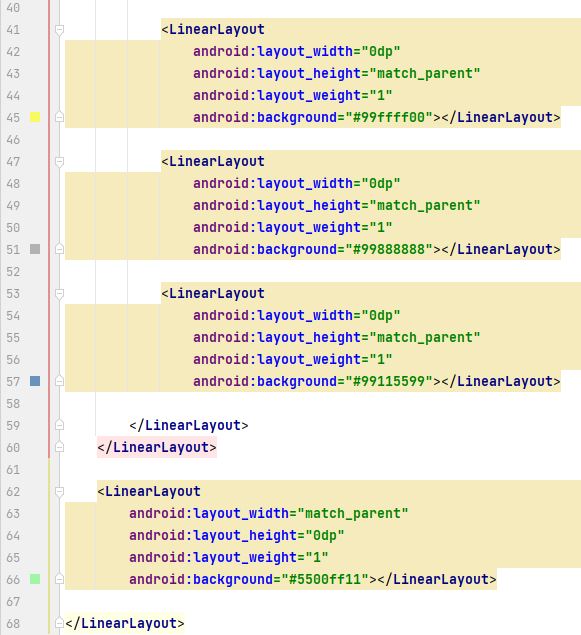 40
41 <LinearLayout
42 android:layout_width="0dp"
43 android:layout_height="match_parent"
44 android:layout_weight="1"
45 android:background="#99ffff00"></LinearLayout>
46
47 <LinearLayout
48 android:layout_width="0dp"
49 android:layout_height="match_parent"
50 android:layout_weight="1"
51 android:background="#99888888"></LinearLayout>
52
53 <LinearLayout
54 android:layout_width="0dp"
55 android:layout_height="match_parent"
56 android:layout_weight="1"
57 android:background="#99115599"></LinearLayout>
58
59 </LinearLayout>
60 </LinearLayout>
61
62 <LinearLayout
63 android:layout_width="match_parent"
64 android:layout_height="0dp"
65 android:layout_weight="1"
66 android:background="#5500ff11"></LinearLayout>
67
68 </LinearLayout>